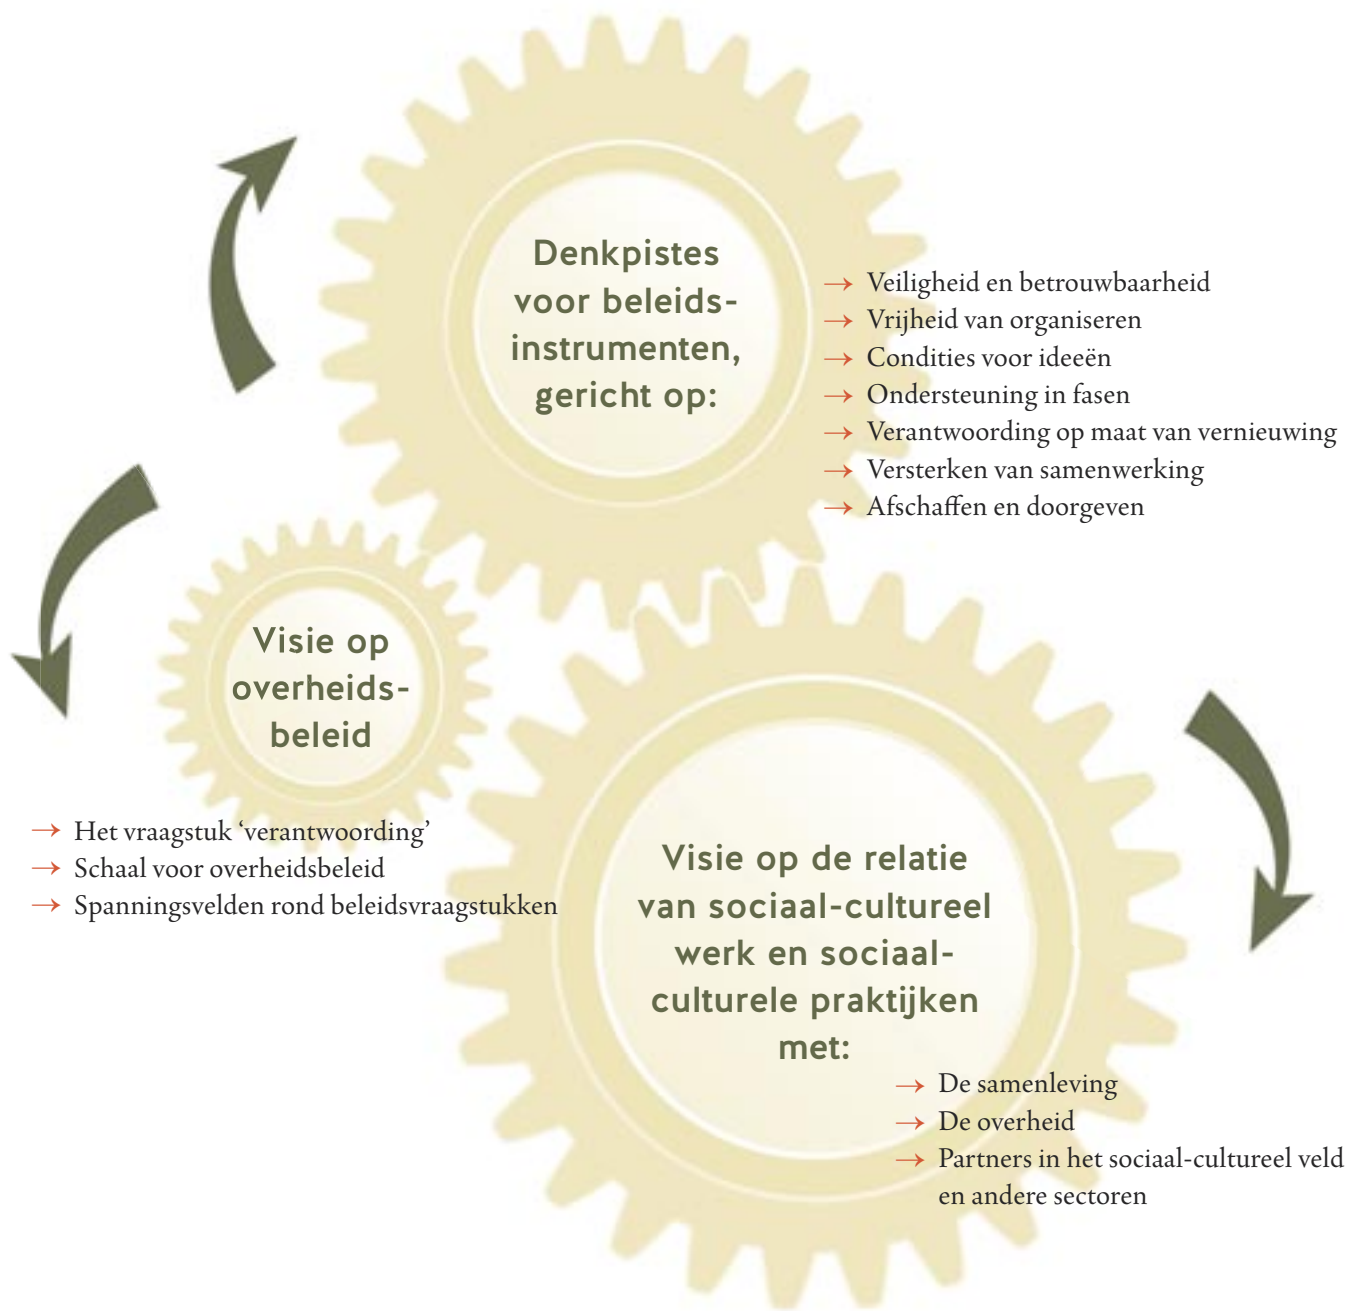 Denkpistes
voor beleids-
instrumenten,
gericht op:
→ Veiligheid en betrouwbaarheid
→ Vrijheid van organiseren
→ Condities voor ideeën
→ Ondersteuning in fasen
→ Verantwoording op maat van vernieuwing
→ Versterken van samenwerking
→ Afschaffen en doorgeven
Visie op
overheids-
beleid
→ Het vraagstuk ‘verantwoording’
→ Schaal voor overheidsbeleid
→ Spanningsvelden rond beleidsvraagstukken
Visie op de relatie
van sociaal-cultureel
werk en sociaal-
culturele praktijken
met:
→ De samenleving
→ De overheid
→ Partners in het sociaal-cultureel veld
en andere sectoren